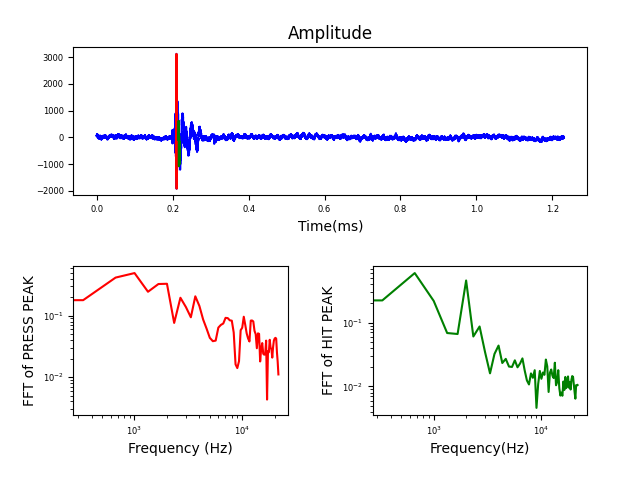 Amplitude
3000
2000
1000
0
−1000
−2000
0.0 0.2 0.4 0.6 0.8 1.0 1.2
Time(ms)
FFT of PRESS PEAK
10⁻¹
10⁻²
10³ 10⁴
Frequency (Hz)
FFT of HIT PEAK
10⁻¹
10⁻²
10³ 10⁴
Frequency(Hz)